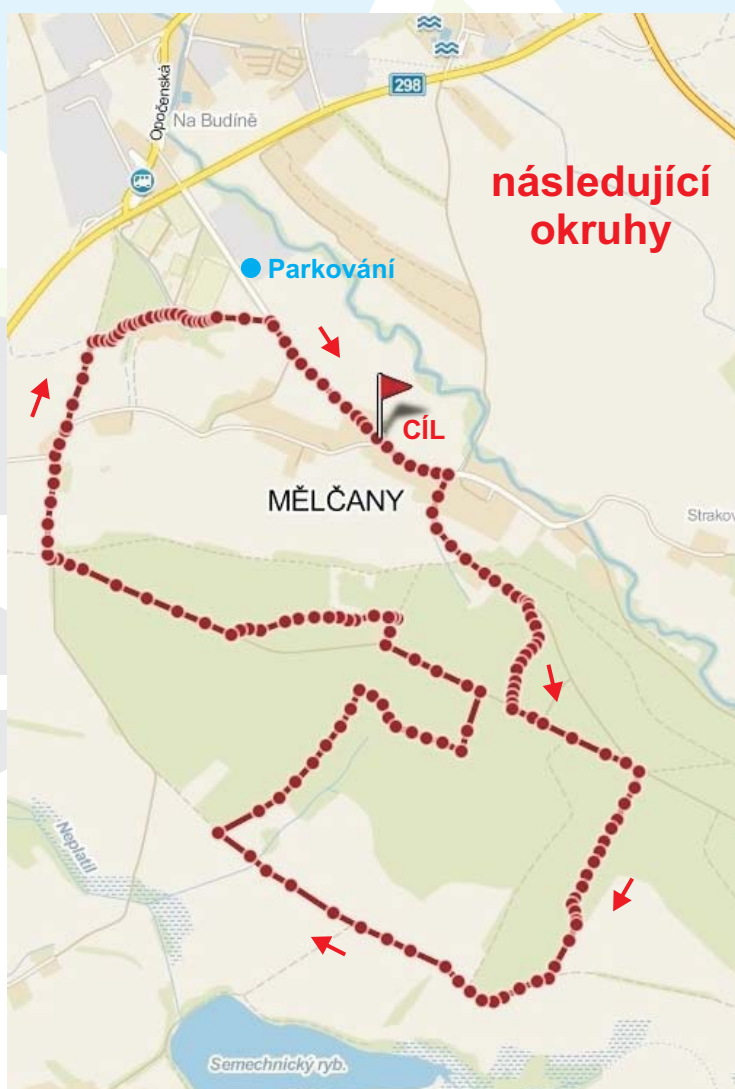 298
Opočenská
Na Budíně
následující
okruhy
Parkování
CÍL
MĚLČANY
Strakov
Neplatil
Semechnický ryb.